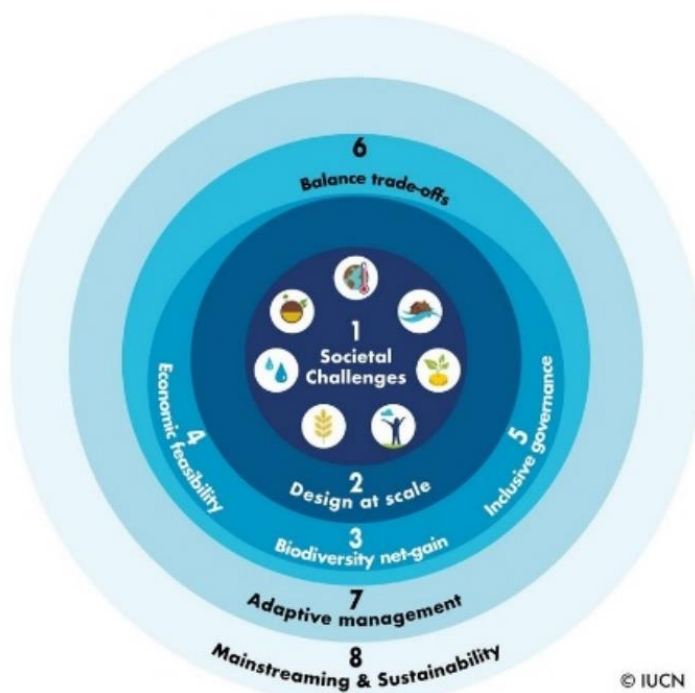 6
Balance trade-offs
1
Societal
Challenges
4
Economic feasibility
5
Inclusive governance
2
Design at scale
3
Biodiversity net-gain
7
Adaptive management
8
Mainstreaming & Sustainability
© IUCN